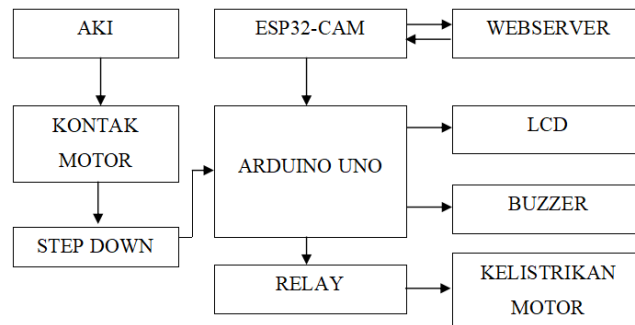 AKI
ESP32-CAM
WEBSERVER
KONTAK
MOTOR
ARDUINO UNO
LCD
BUZZER
STEP DOWN
RELAY
KELISTRIKAN
MOTOR